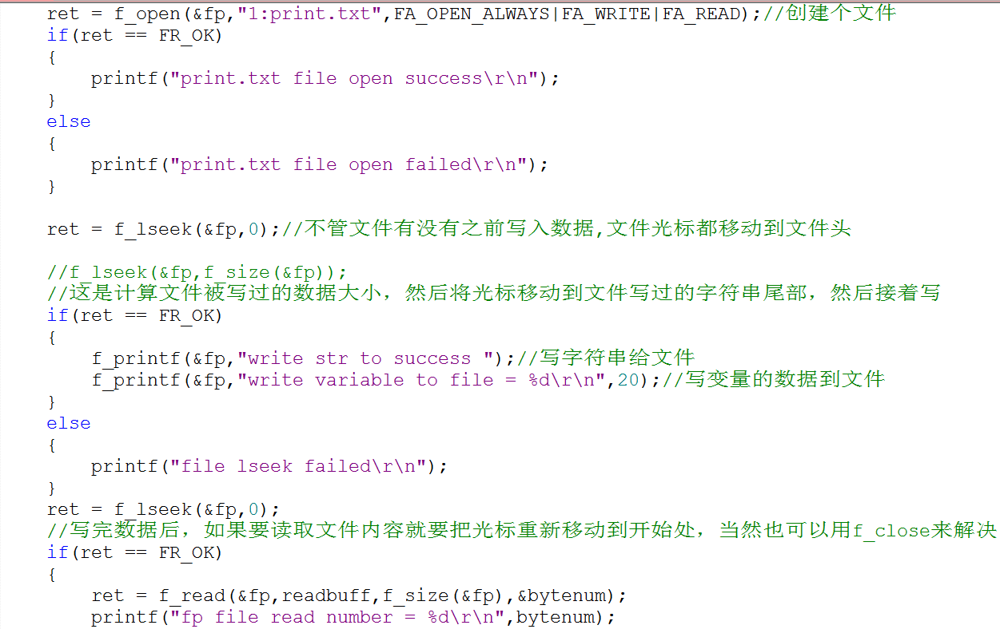 ret = f_open(&fp,"1:print.txt",FA_OPEN_ALWAYS|FA_WRITE|FA_READ);//创建个文件
if(ret == FR_OK)
{
    printf("print.txt file open success\r\n");
}
else
{
    printf("print.txt file open failed\r\n");
}
ret = f_lseek(&fp,0);//不管文件有没有之前写入数据,文件光标都移动到文件头
//f_lseek(&fp,f_size(&fp));
//这是计算文件被写过的数据大小，然后将光标移动到文件写过的字符串尾部，然后接着写
if(ret == FR_OK)
{
    f_printf(&fp,"write str to success ");//写字符串给文件
    f_printf(&fp,"write variable to file = %d\r\n",20);//写变量的数据到文件
}
else
{
    printf("file lseek failed\r\n");
}
ret = f_lseek(&fp,0);
//写完数据后，如果要读取文件内容就要把光标重新移动到开始处，当然也可以用f_close来解决
if(ret == FR_OK)
{
    ret = f_read(&fp,readbuff,f_size(&fp),&bytenum);
    printf("fp file read number = %d\r\n",bytenum);